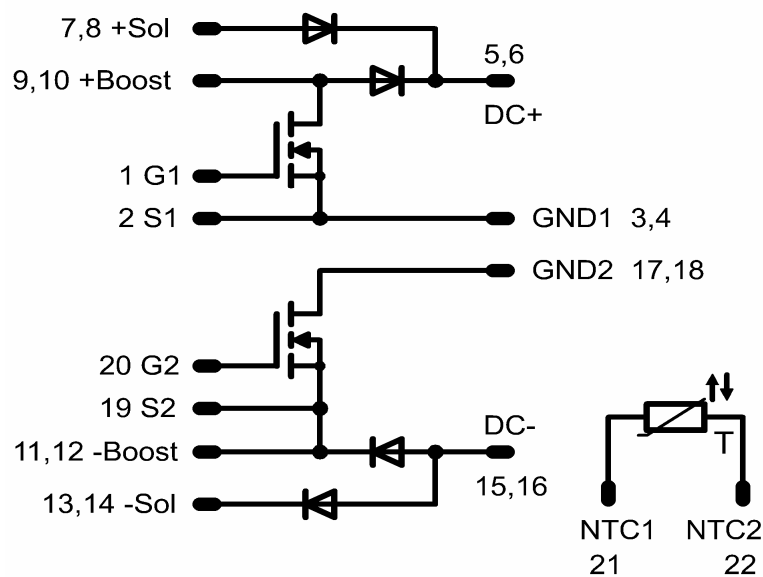 7,8 +Sol
5,6
9,10 +Boost
DC+
1 G1
2 S1
GND1 3,4
GND2 17,18
20 G2
19 S2
DC-
11,12 -Boost
T
15,16
13,14 -Sol
NTC1 NTC2
21 22